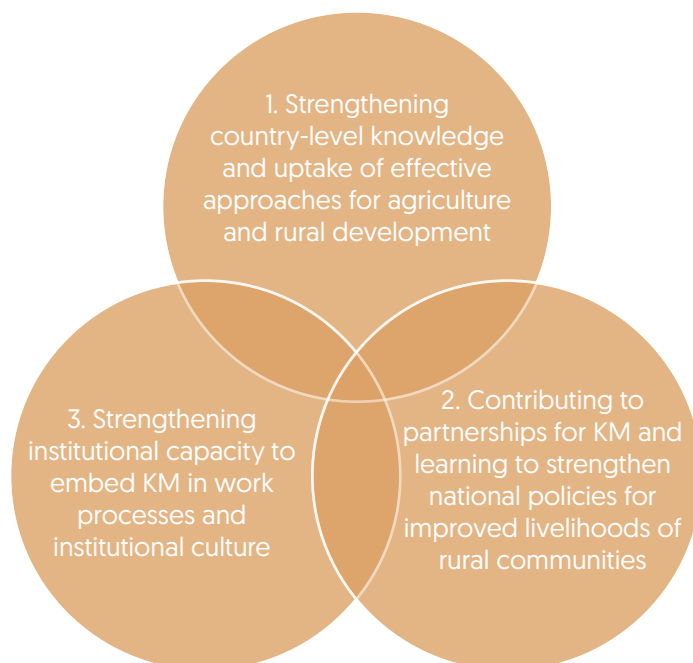 1. Strengthening
country-level knowledge
and uptake of effective
approaches for agriculture
and rural development
2. Contributing to
partnerships for KM and
learning to strengthen
national policies for
improved livelihoods of
rural communities
3. Strengthening
institutional capacity to
embed KM in work
processes and
institutional culture